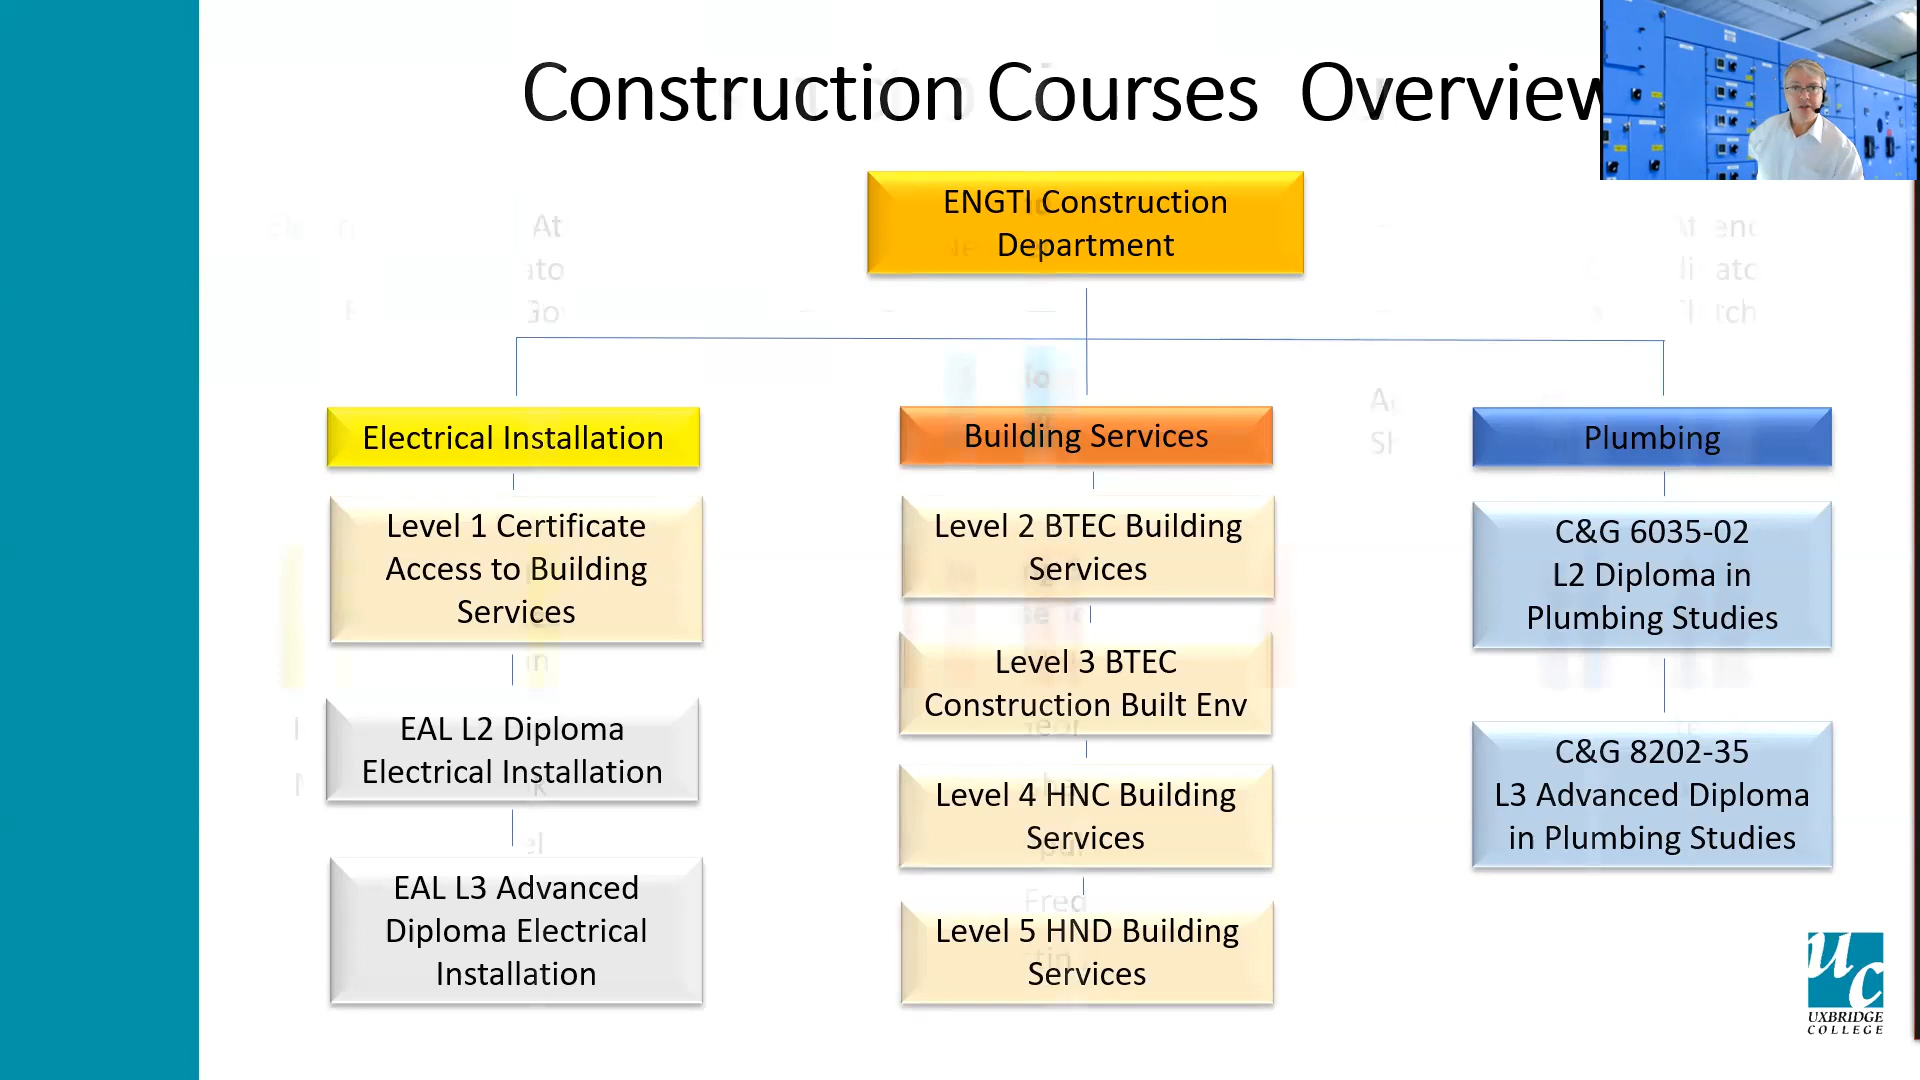 Construction Courses Overview
ENGTI Construction
Department
Electrical Installation
Building Services
Plumbing
Level 1 Certificate
Access to Building
Services
EAL L2 Diploma
Electrical Installation
EAL L3 Advanced
Diploma Electrical
Installation
Level 2 BTEC Building
Services
Level 3 BTEC
Construction Built Env
Level 4 HNC Building
Services
Level 5 HND Building
Services
C&G 6035-02
L2 Diploma in
Plumbing Studies
C&G 8202-35
L3 Advanced Diploma
in Plumbing Studies
Fred
uc
UXBRIDGE
COLLEGE